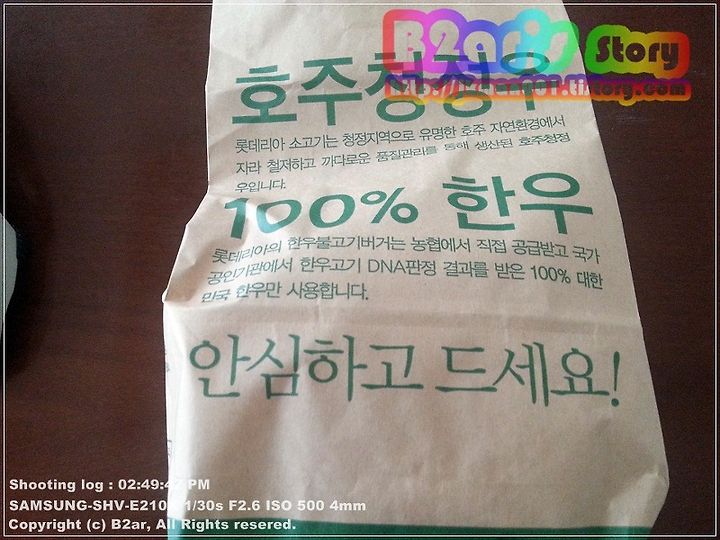 B2ar's Story
호주청정우
롯데리아 소고기는 청정지역으로 유명한 호주 자연환경에서
자라 철저하고 까다로운 품질관리를 통해 생산된 호주청정
우입니다.
100% 한우
롯데리아의 한우불고기버거는 농협에서 직접 공급받고 국가
공인기관에서 한우고기 DNA판정 결과를 받은 100% 대한
민국 한우만 사용합니다.
안심하고 드세요!
Shooting log : 02:49:47 PM
SAMSUNG-SHV-E210 1/30s F2.6 ISO 500 4mm
Copyright (c) B2ar, All Rights resered.